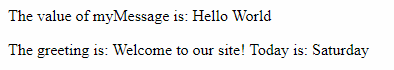 The value of myMessage is: Hello World
The greeting is: Welcome to our site! Today is: Saturday